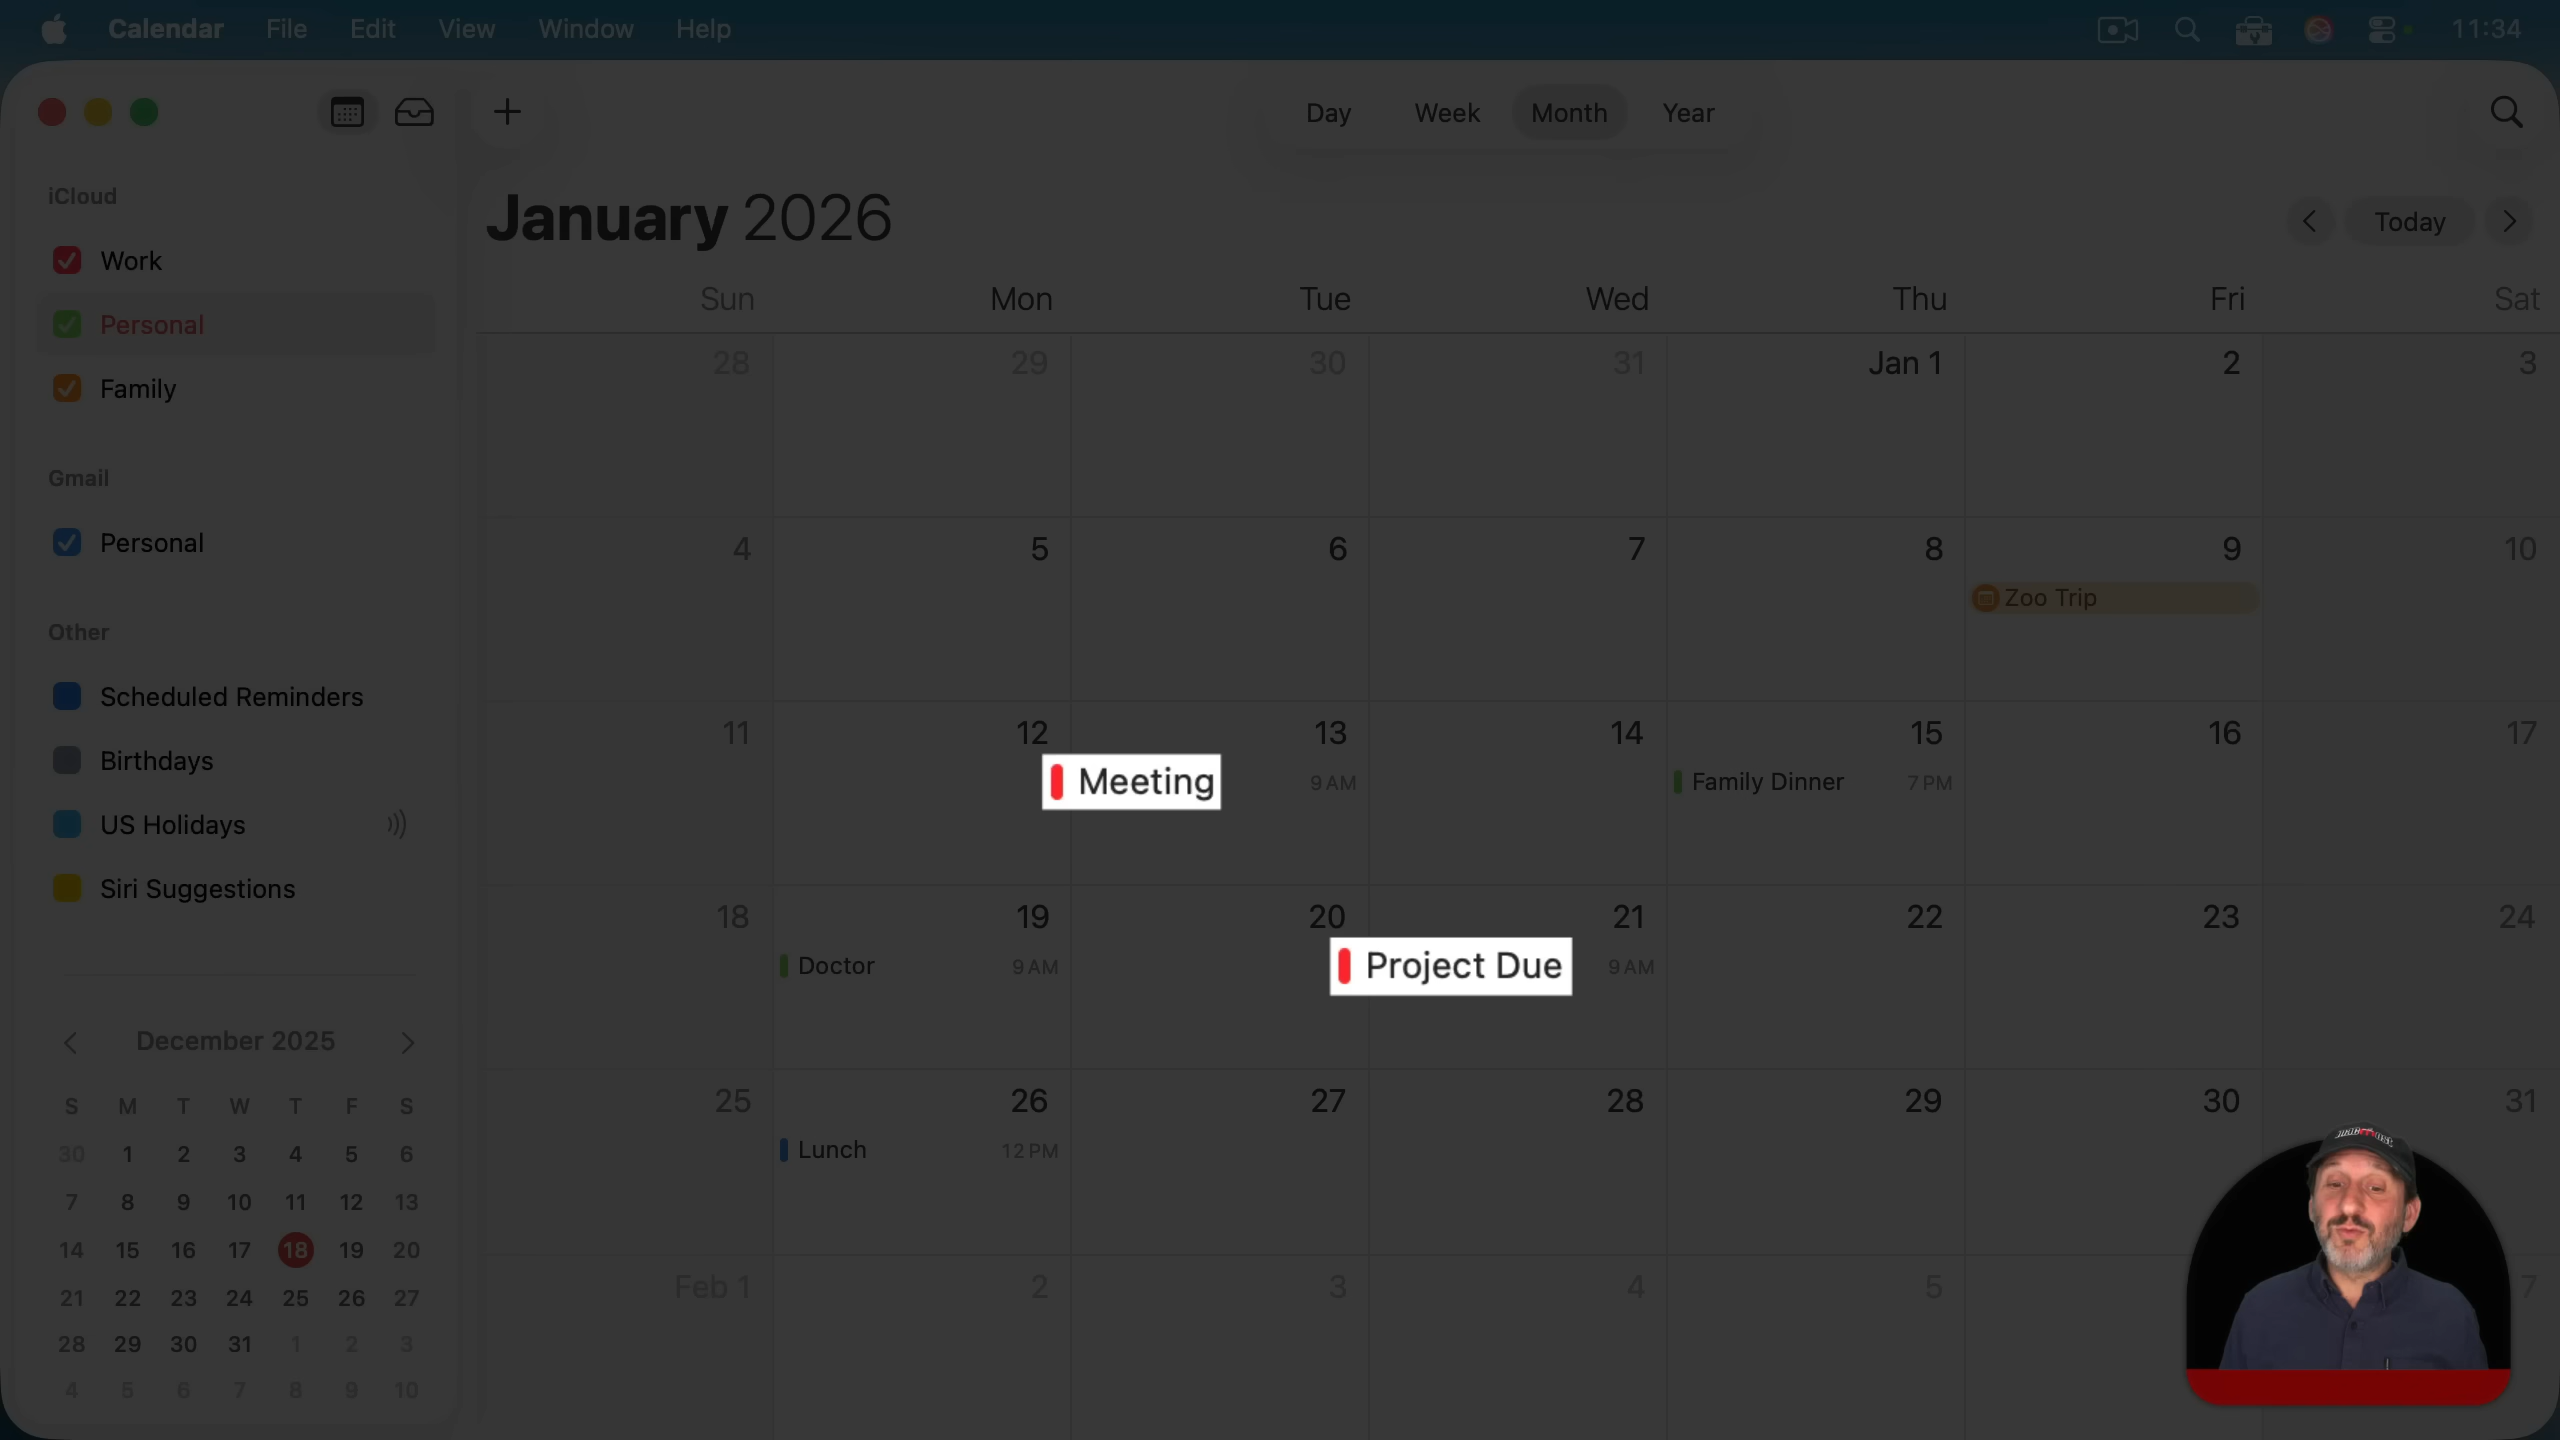 Calendar File Edit View Window Help 11:34
Day Week Month Year
iCloud
Work
Personal
Family
Gmail
Personal
Other
Scheduled Reminders
Birthdays
US Holidays
Siri Suggestions
December 2025
S M T W T F S
30 1 2 3 4 5 6
7 8 9 10 11 12 13
14 15 16 17 18 19 20
21 22 23 24 25 26 27
28 29 30 31 1 2 3
4 5 6 7 8 9 10
January 2026
Today
Sun Mon Tue Wed Thu Fri Sat
28 29 30 31 Jan 1 2 3
4 5 6 7 8 9 10
Zoo Trip
11 12 13 14 15 16 17
Meeting 9 AM Family Dinner 7 PM
18 19 20 21 22 23 24
Doctor 9 AM Project Due 9 AM
25 26 27 28 29 30 31
Lunch 12 PM
Feb 1 2 3 4 5 7